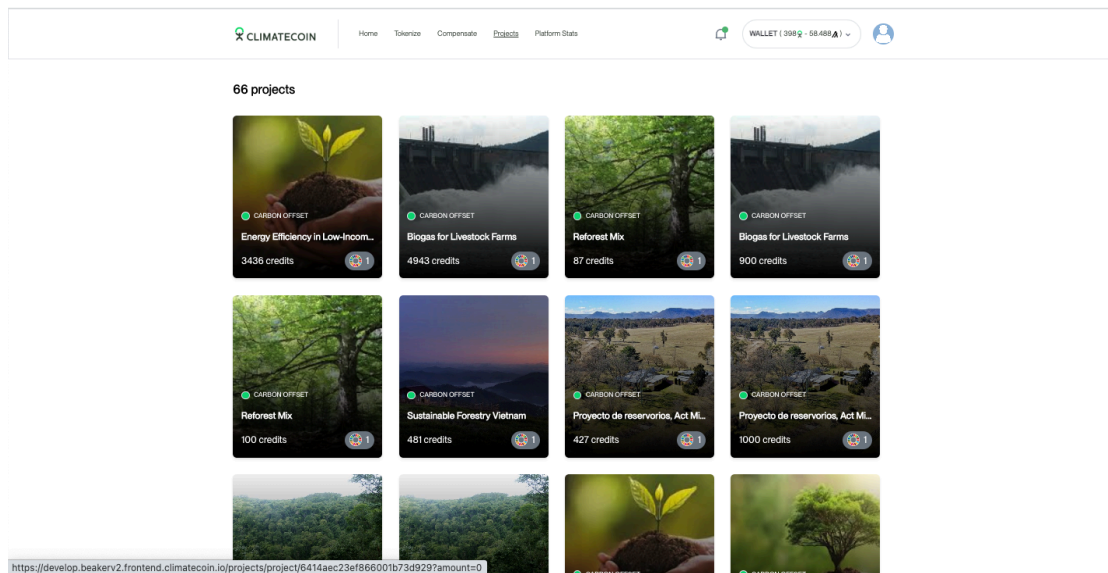 CLIMATECOIN
Home Tokenize Compensate Projects Platform Stats
WALLET ( 398 - 58.488 )
66 projects
CARBON OFFSET
Energy Efficiency in Low-Incom...
3436 credits
1
CARBON OFFSET
Biogas for Livestock Farms
4943 credits
1
CARBON OFFSET
Reforest Mix
87 credits
1
CARBON OFFSET
Biogas for Livestock Farms
900 credits
1
CARBON OFFSET
Reforest Mix
100 credits
1
CARBON OFFSET
Sustainable Forestry Vietnam
481 credits
1
CARBON OFFSET
Proyecto de reservorios, Act Mi...
427 credits
1
CARBON OFFSET
Proyecto de reservorios, Act Mi...
1000 credits
1
CARBON OFFSET
CARBON OFFSET
https://develop.beakerv2.frontend.climatecoin.io/projects/project/6414aec23ef866001b73d929?amount=0